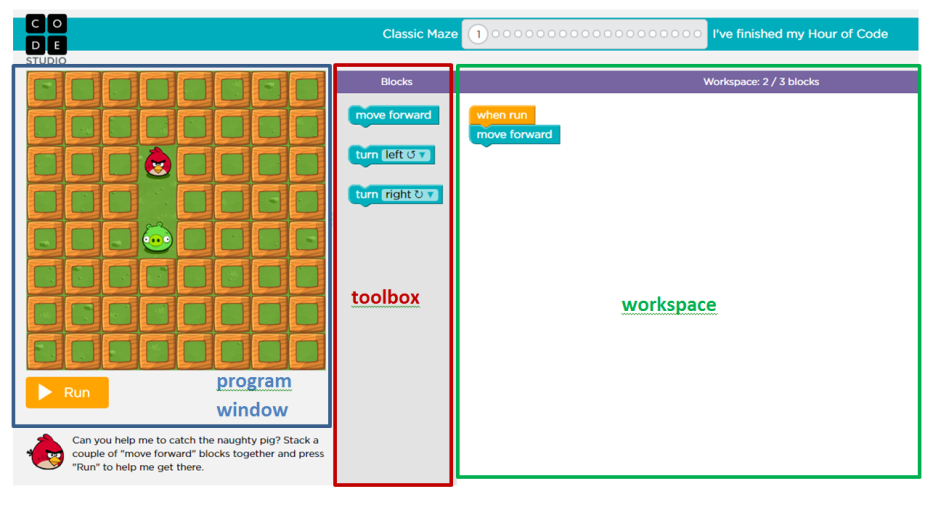 CO
DE
STUDIO
Classic Maze
1
I've finished my Hour of Code
Blocks
Workspace: 2 / 3 blocks
move forward
turn left ↺ ▼
turn right ↻ ▼
when run
move forward
toolbox
workspace
Run
program
window
Can you help me to catch the naughty pig? Stack a
couple of "move forward" blocks together and press
"Run" to help me get there.